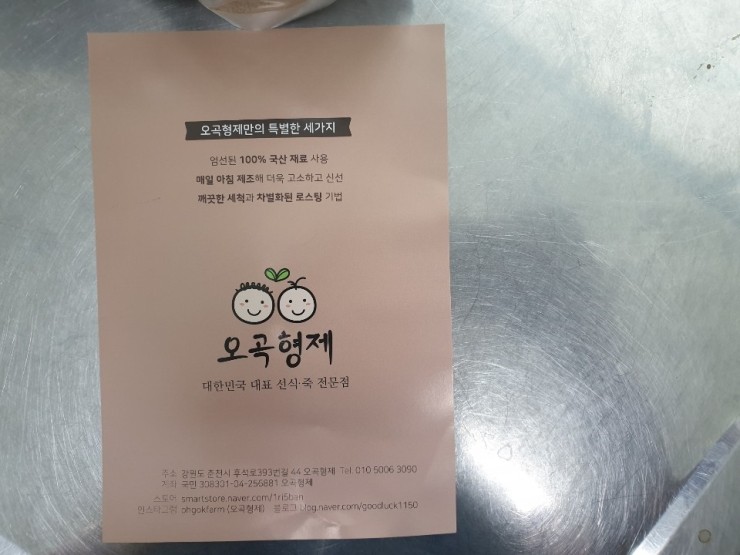 오곡형제만의 특별한 세가지
엄선된 100% 국산 재료 사용
매일 아침 제조해 더욱 고소하고 신선
깨끗한 세척과 차별화된 로스팅 기법
오곡형제
대한민국 대표 선식·죽 전문점
주소 강원도 춘천시 후석로393번길 44 오곡형제 Tel. 010 5006 3090
계좌 국민 308301-04-256881 오곡형제
스토어 smartstore.naver.com/1ri5ban
인스타그램 ohgokfarm (오곡형제) 블로그 blog.naver.com/goodluck1150